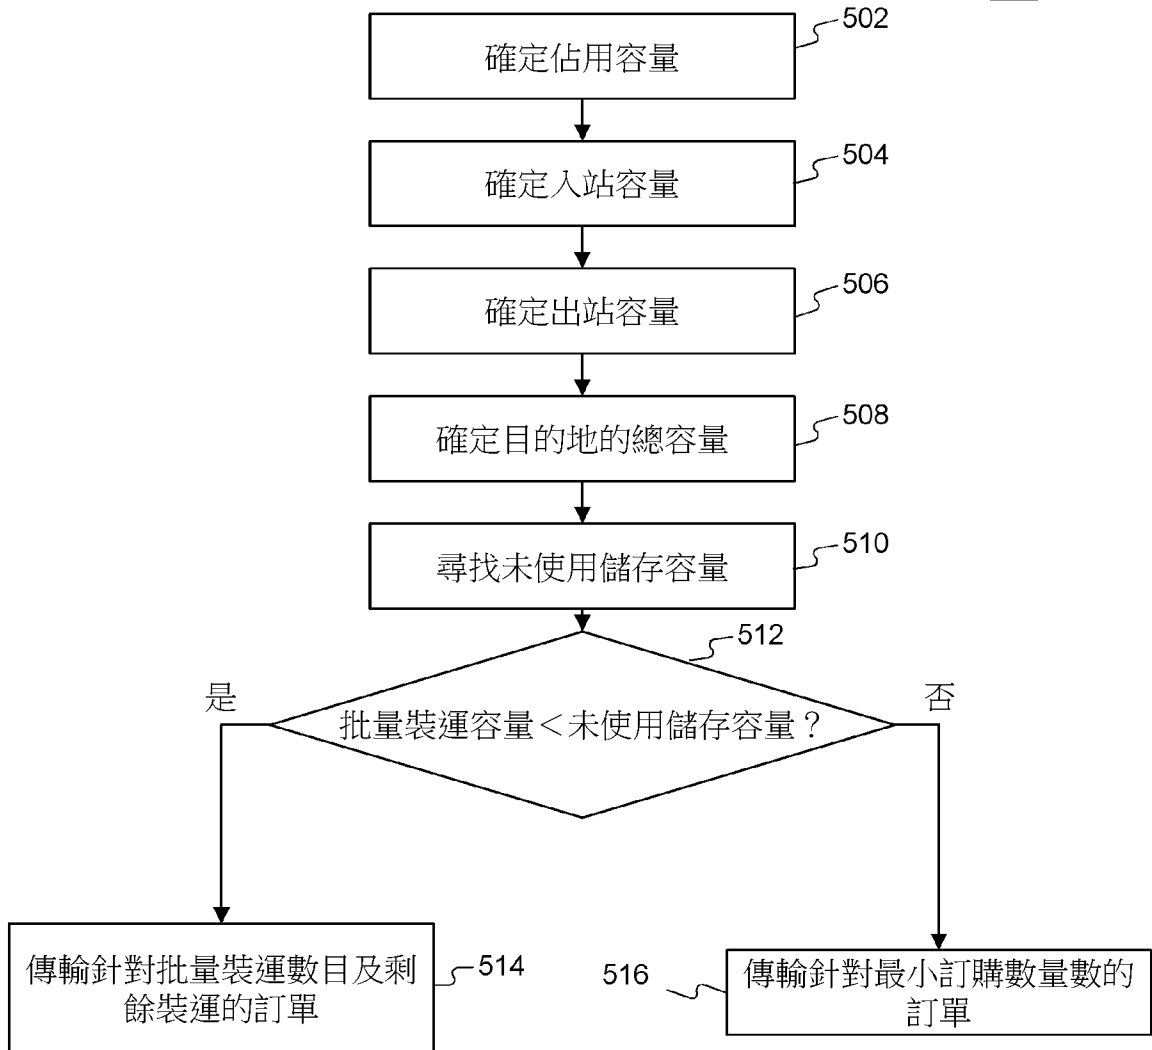 502
確定佔用容量
504
確定入站容量
506
確定出站容量
508
確定目的地的總容量
510
尋找未使用儲存容量
512
是
否
批量裝運容量＜未使用儲存容量？
傳輸針對批量裝運數目及剩
餘裝運的訂單
514
516
傳輸針對最小訂購數量數的
訂單